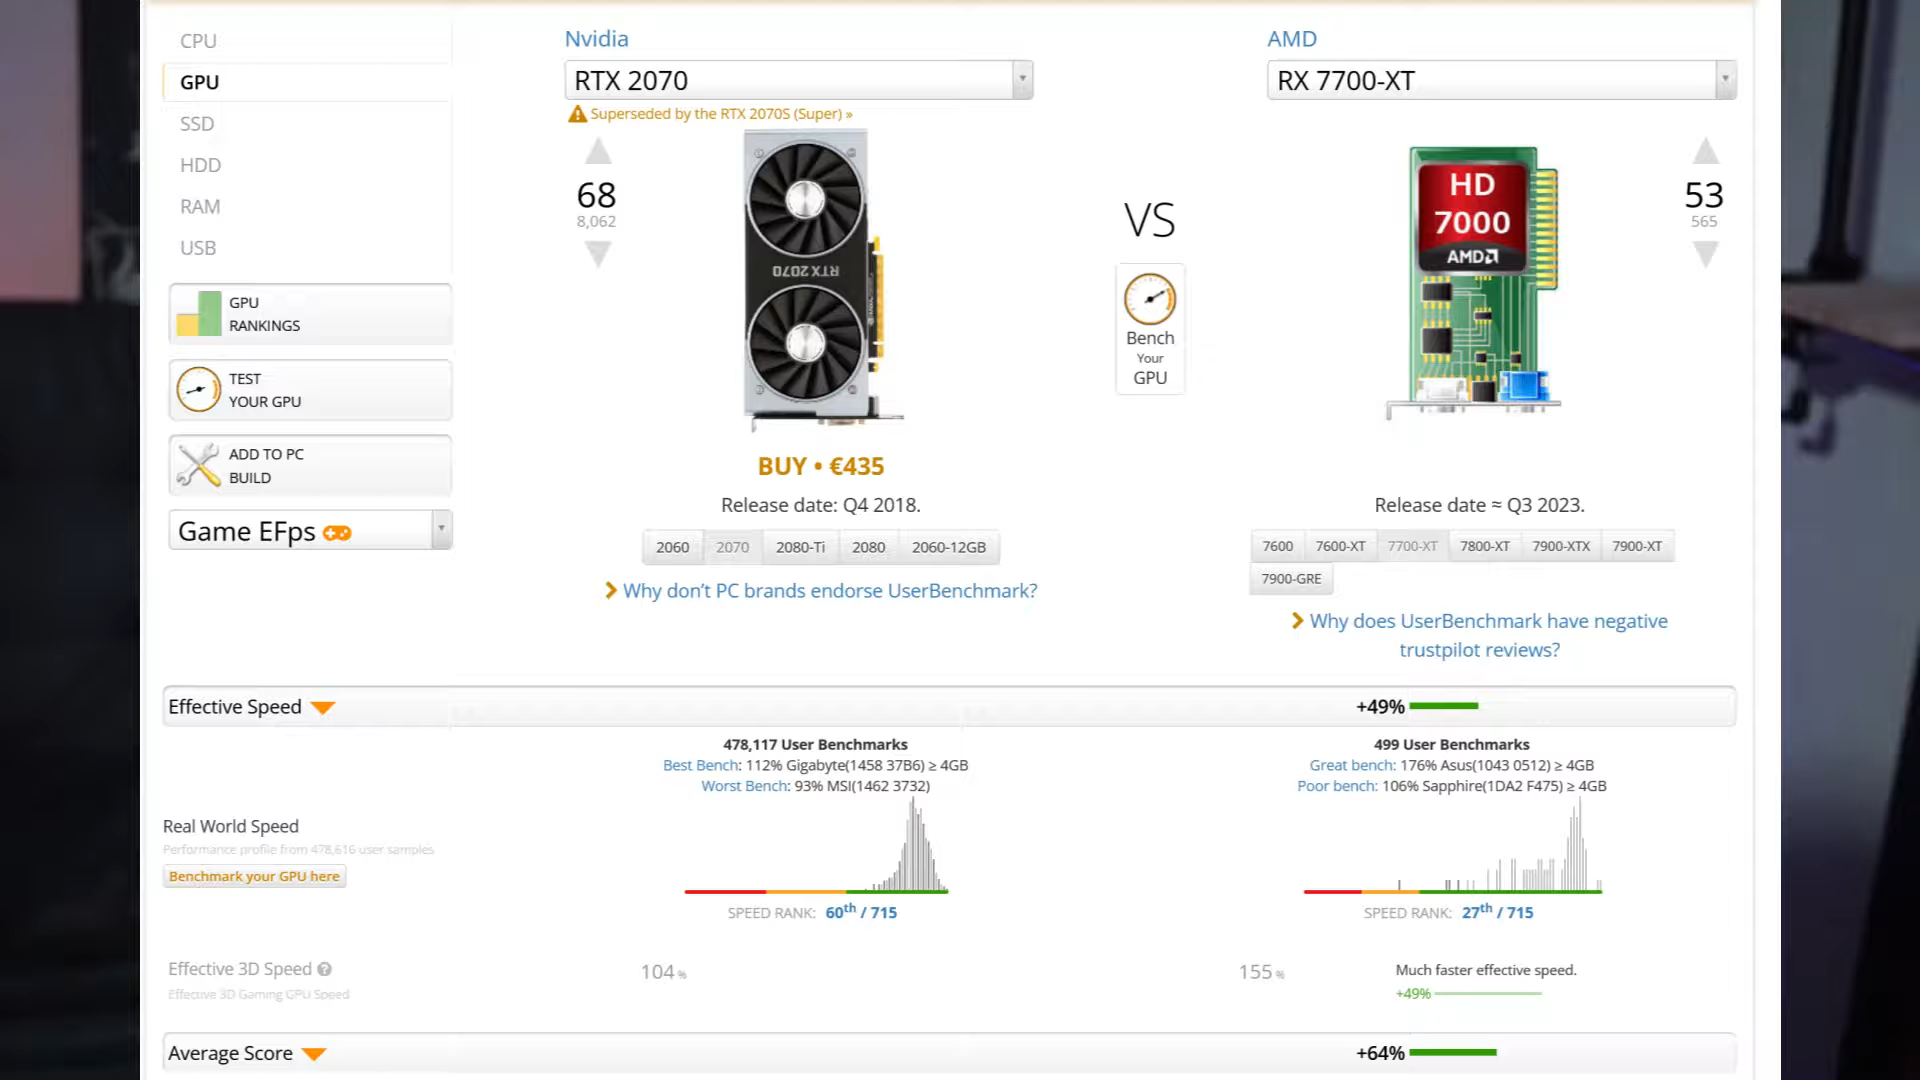 CPU
GPU
SSD
HDD
RAM
USB
GPU
RANKINGS
TEST
YOUR GPU
ADD TO PC
BUILD
Game EFps
Nvidia
RTX 2070
Superseded by the RTX 2070S (Super) »
68
8,062
RTX 2070
BUY • €435
Release date: Q4 2018.
2060 2070 2080-Ti 2080 2060-12GB
Why don't PC brands endorse UserBenchmark?
VS
Bench
Your
GPU
AMD
RX 7700-XT
HD
7000
AMD
53
565
Release date ≈ Q3 2023.
7600 7600-XT 7700-XT 7800-XT 7900-XTX 7900-XT
7900-GRE
Why does UserBenchmark have negative
trustpilot reviews?
Effective Speed +49%
Real World Speed
Performance profile from 478,616 user samples
Benchmark your GPU here
478,117 User Benchmarks
Best Bench: 112% Gigabyte(1458 37B6) ≥ 4GB
Worst Bench: 93% MSI(1462 3732)
SPEED RANK: 60th / 715
499 User Benchmarks
Great bench: 176% Asus(1043 0512) ≥ 4GB
Poor bench: 106% Sapphire(1DA2 F475) ≥ 4GB
SPEED RANK: 27th / 715
Effective 3D Speed ?
Effective 3D Gaming GPU Speed
104 %
155 %
Much faster effective speed.
+49%
Average Score +64%